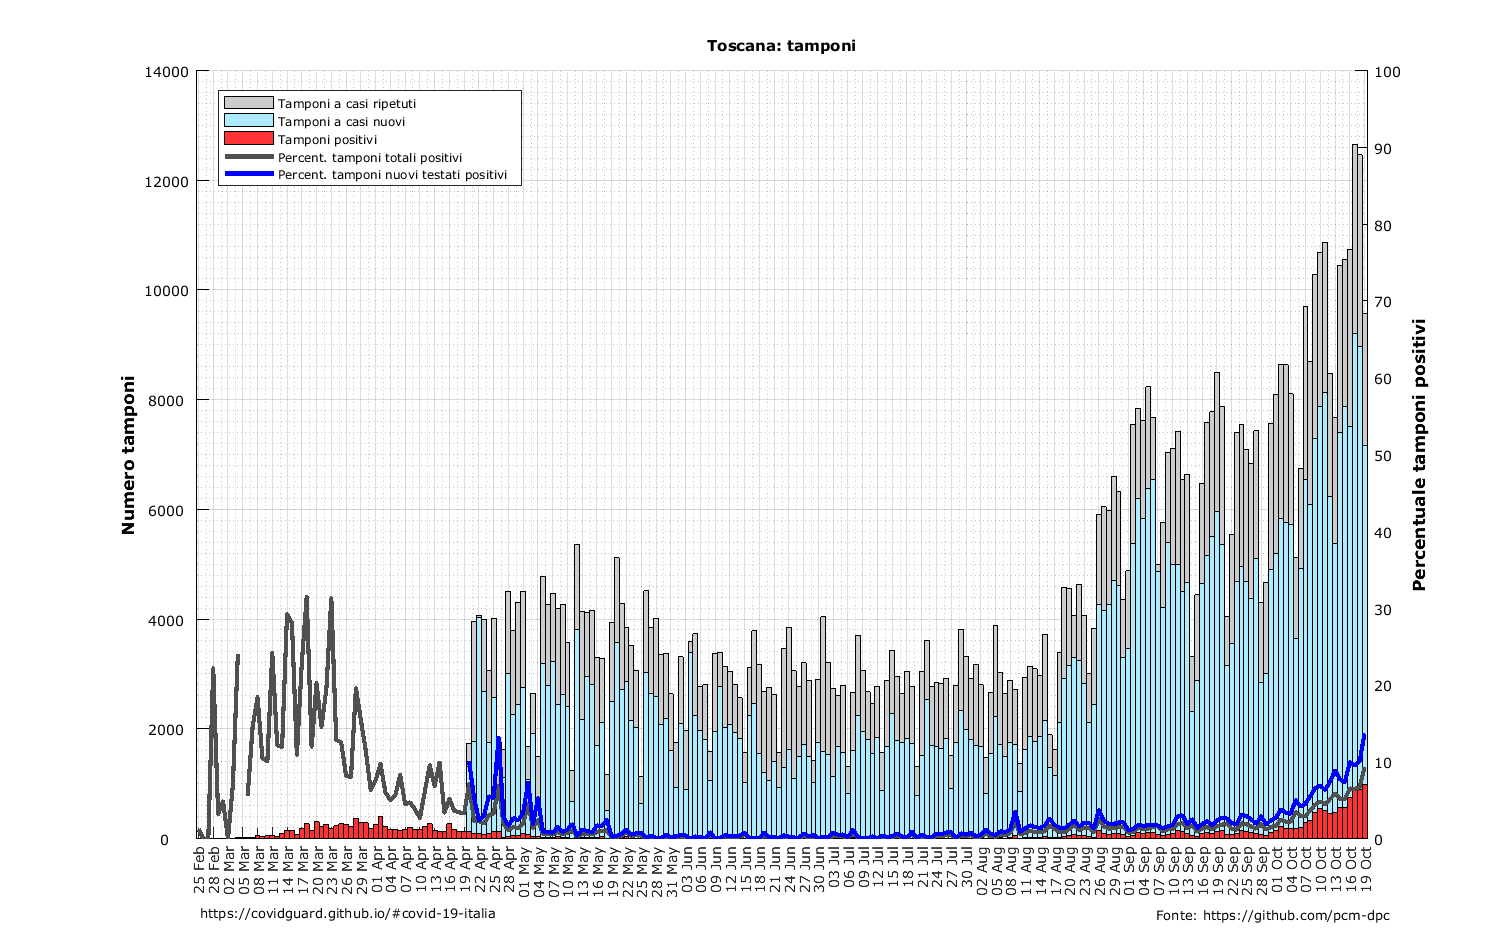 Toscana: tamponi
14000
12000
10000
8000
6000
4000
2000
0
Numero tamponi
Tamponi a casi ripetuti
Tamponi a casi nuovi
Tamponi positivi
Percent. tamponi totali positivi
Percent. tamponi nuovi testati positivi
100
90
80
70
60
50
40
30
20
10
0
Percentuale tamponi positivi
25 Feb
28 Feb
02 Mar
05 Mar
08 Mar
11 Mar
14 Mar
17 Mar
20 Mar
23 Mar
26 Mar
29 Mar
01 Apr
04 Apr
07 Apr
10 Apr
13 Apr
16 Apr
19 Apr
22 Apr
25 Apr
28 Apr
01 May
04 May
07 May
10 May
13 May
16 May
19 May
22 May
25 May
28 May
31 May
03 Jun
06 Jun
09 Jun
12 Jun
15 Jun
18 Jun
21 Jun
24 Jun
27 Jun
30 Jun
03 Jul
06 Jul
09 Jul
12 Jul
15 Jul
18 Jul
21 Jul
24 Jul
27 Jul
30 Jul
02 Aug
05 Aug
08 Aug
11 Aug
14 Aug
17 Aug
20 Aug
23 Aug
26 Aug
29 Aug
01 Sep
04 Sep
07 Sep
10 Sep
13 Sep
16 Sep
19 Sep
22 Sep
25 Sep
28 Sep
01 Oct
04 Oct
07 Oct
10 Oct
13 Oct
16 Oct
19 Oct
https://covidguard.github.io/#covid-19-italia
Fonte: https://github.com/pcm-dpc